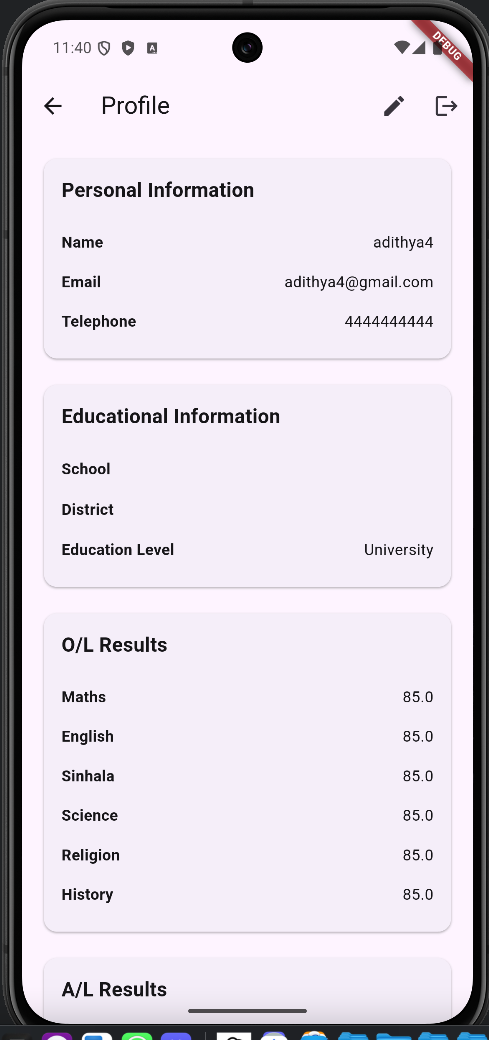 11:40
DEBUG
Profile
Personal Information
Name adithya4
Email adithya4@gmail.com
Telephone 4444444444
Educational Information
School
District
Education Level University
O/L Results
Maths 85.0
English 85.0
Sinhala 85.0
Science 85.0
Religion 85.0
History 85.0
A/L Results